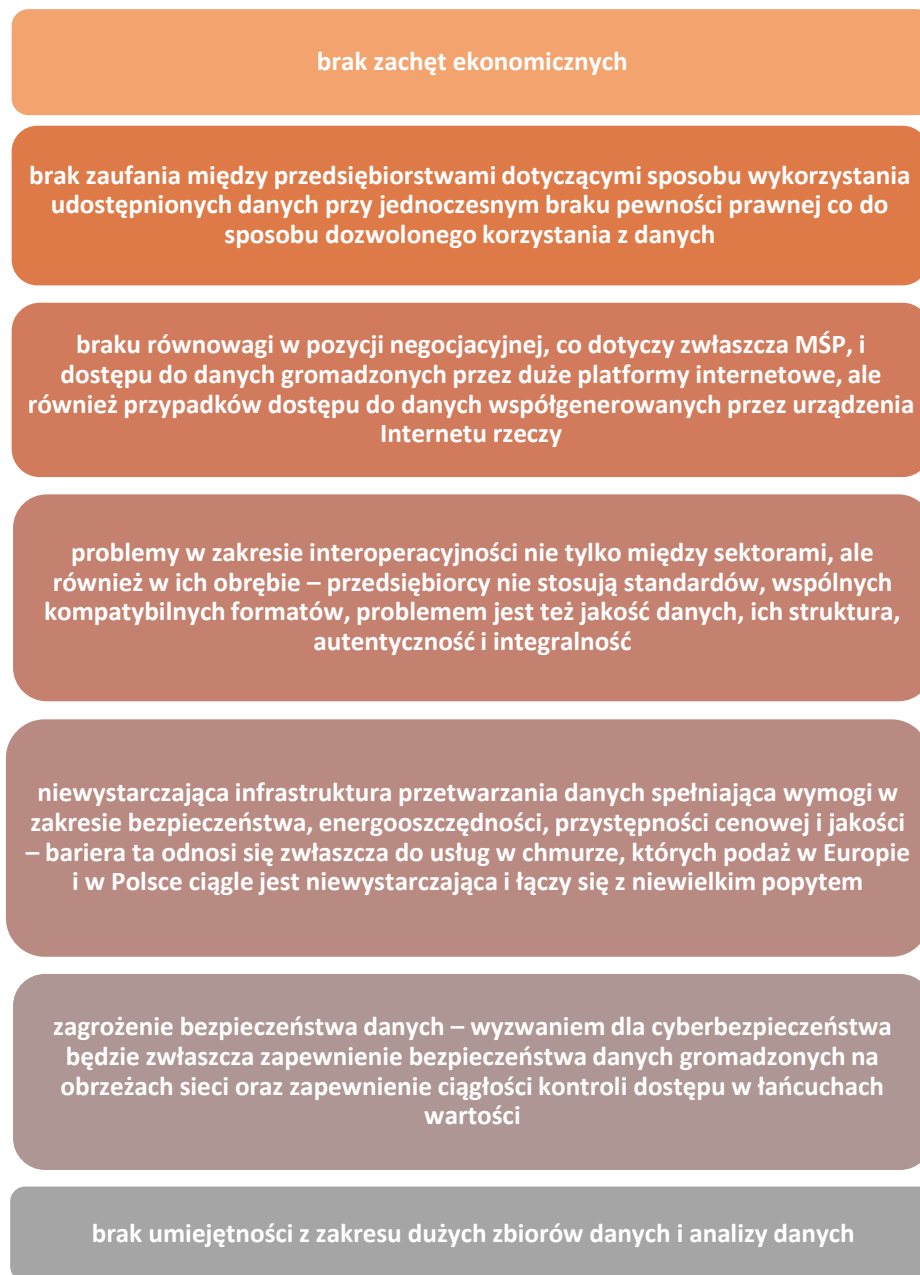 brak zachęt ekonomicznych
brak zaufania między przedsiębiorstwami dotyczącymi sposobu wykorzystania
udostępnionych danych przy jednoczesnym braku pewności prawnej co do
sposobu dozwolonego korzystania z danych
braku równowagi w pozycji negocjacyjnej, co dotyczy zwłaszcza MŚP, i
dostępu do danych gromadzonych przez duże platformy internetowe, ale
również przypadków dostępu do danych współgenerowanych przez urządzenia
Internetu rzeczy
problemy w zakresie interoperacyjności nie tylko między sektorami, ale
również w ich obrębie – przedsiębiorcy nie stosują standardów, wspólnych
kompatybilnych formatów, problemem jest też jakość danych, ich struktura,
autentyczność i integralność
niewystarczająca infrastruktura przetwarzania danych spełniająca wymogi w
zakresie bezpieczeństwa, energooszczędności, przystępności cenowej i jakości
– bariera ta odnosi się zwłaszcza do usług w chmurze, których podaż w Europie
i w Polsce ciągle jest niewystarczająca i łączy się z niewielkim popytem
zagrożenie bezpieczeństwa danych – wyzwaniem dla cyberbezpieczeństwa
będzie zwłaszcza zapewnienie bezpieczeństwa danych gromadzonych na
obrzeżach sieci oraz zapewnienie ciągłości kontroli dostępu w łańcuchach
wartości
brak umiejętności z zakresu dużych zbiorów danych i analizy danych